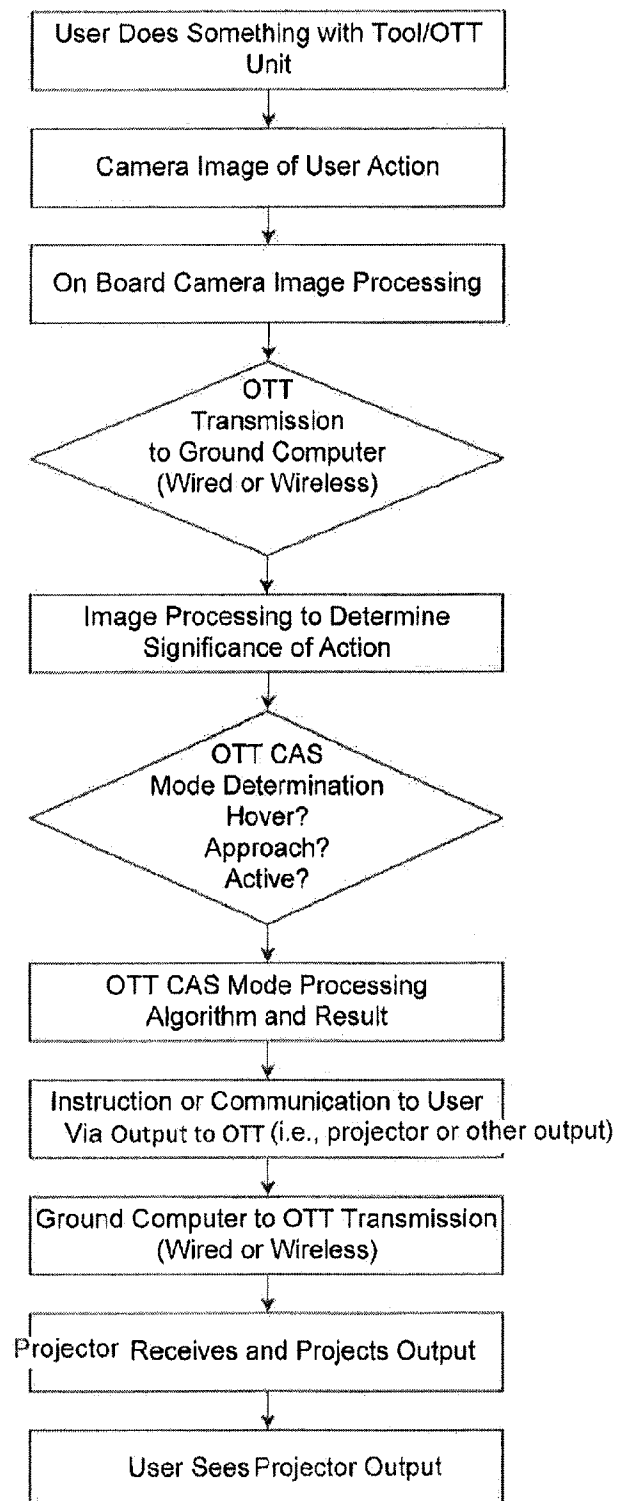 User Does Something with Tool/OTT
Unit
Camera Image of User Action
On Board Camera Image Processing
OTT
Transmission
to Ground Computer
(Wired or Wireless)
Image Processing to Determine
Significance of Action
OTT CAS
Mode Determination
Hover?
Approach?
Active?
OTT CAS Mode Processing
Algorithm and Result
Instruction or Communication to User
Via Output to OTT (i.e., projector or other output)
Ground Computer to OTT Transmission
(Wired or Wireless)
Projector Receives and Projects Output
User Sees Projector Output